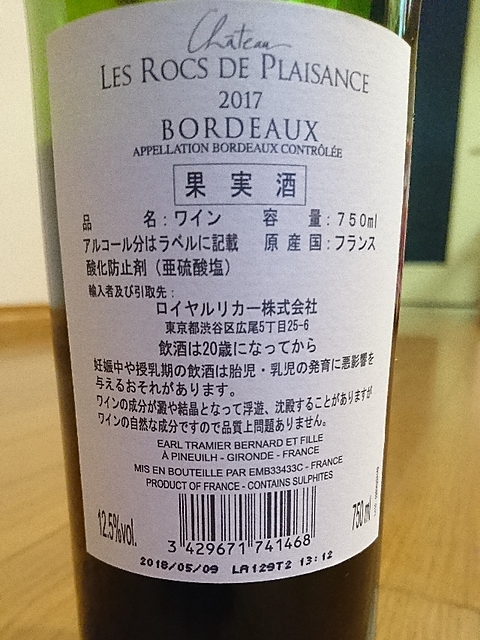 Château
LES ROCS DE PLAISANCE
2017
BORDEAUX
APPELLATION BORDEAUX CONTRÔLÉE
果実酒
品名:ワイン 容量:750ml
アルコール分はラベルに記載 原産国:フランス
酸化防止剤(亜硫酸塩)
輸入者及び引取先:
ロイヤルリカー株式会社
東京都渋谷区広尾5丁目25-6
飲酒は20歳になってから
妊娠中や授乳期の飲酒は胎児・乳児の発育に悪影響を
与えるおそれがあります。
ワインの成分が澱や結晶となって浮遊、沈殿することがありますが
ワインの自然な成分ですので品質上問題ありません。
EARL TRAMIER BERNARD ET FILLE
À PINEUILH - GIRONDE - FRANCE
MIS EN BOUTEILLE PAR EMB33433C - FRANCE
PRODUCT OF FRANCE - CONTAINS SULPHITES
12.5%vol.
750 ml
3 429671 741468
2018/05/09 LA129T2 13:12